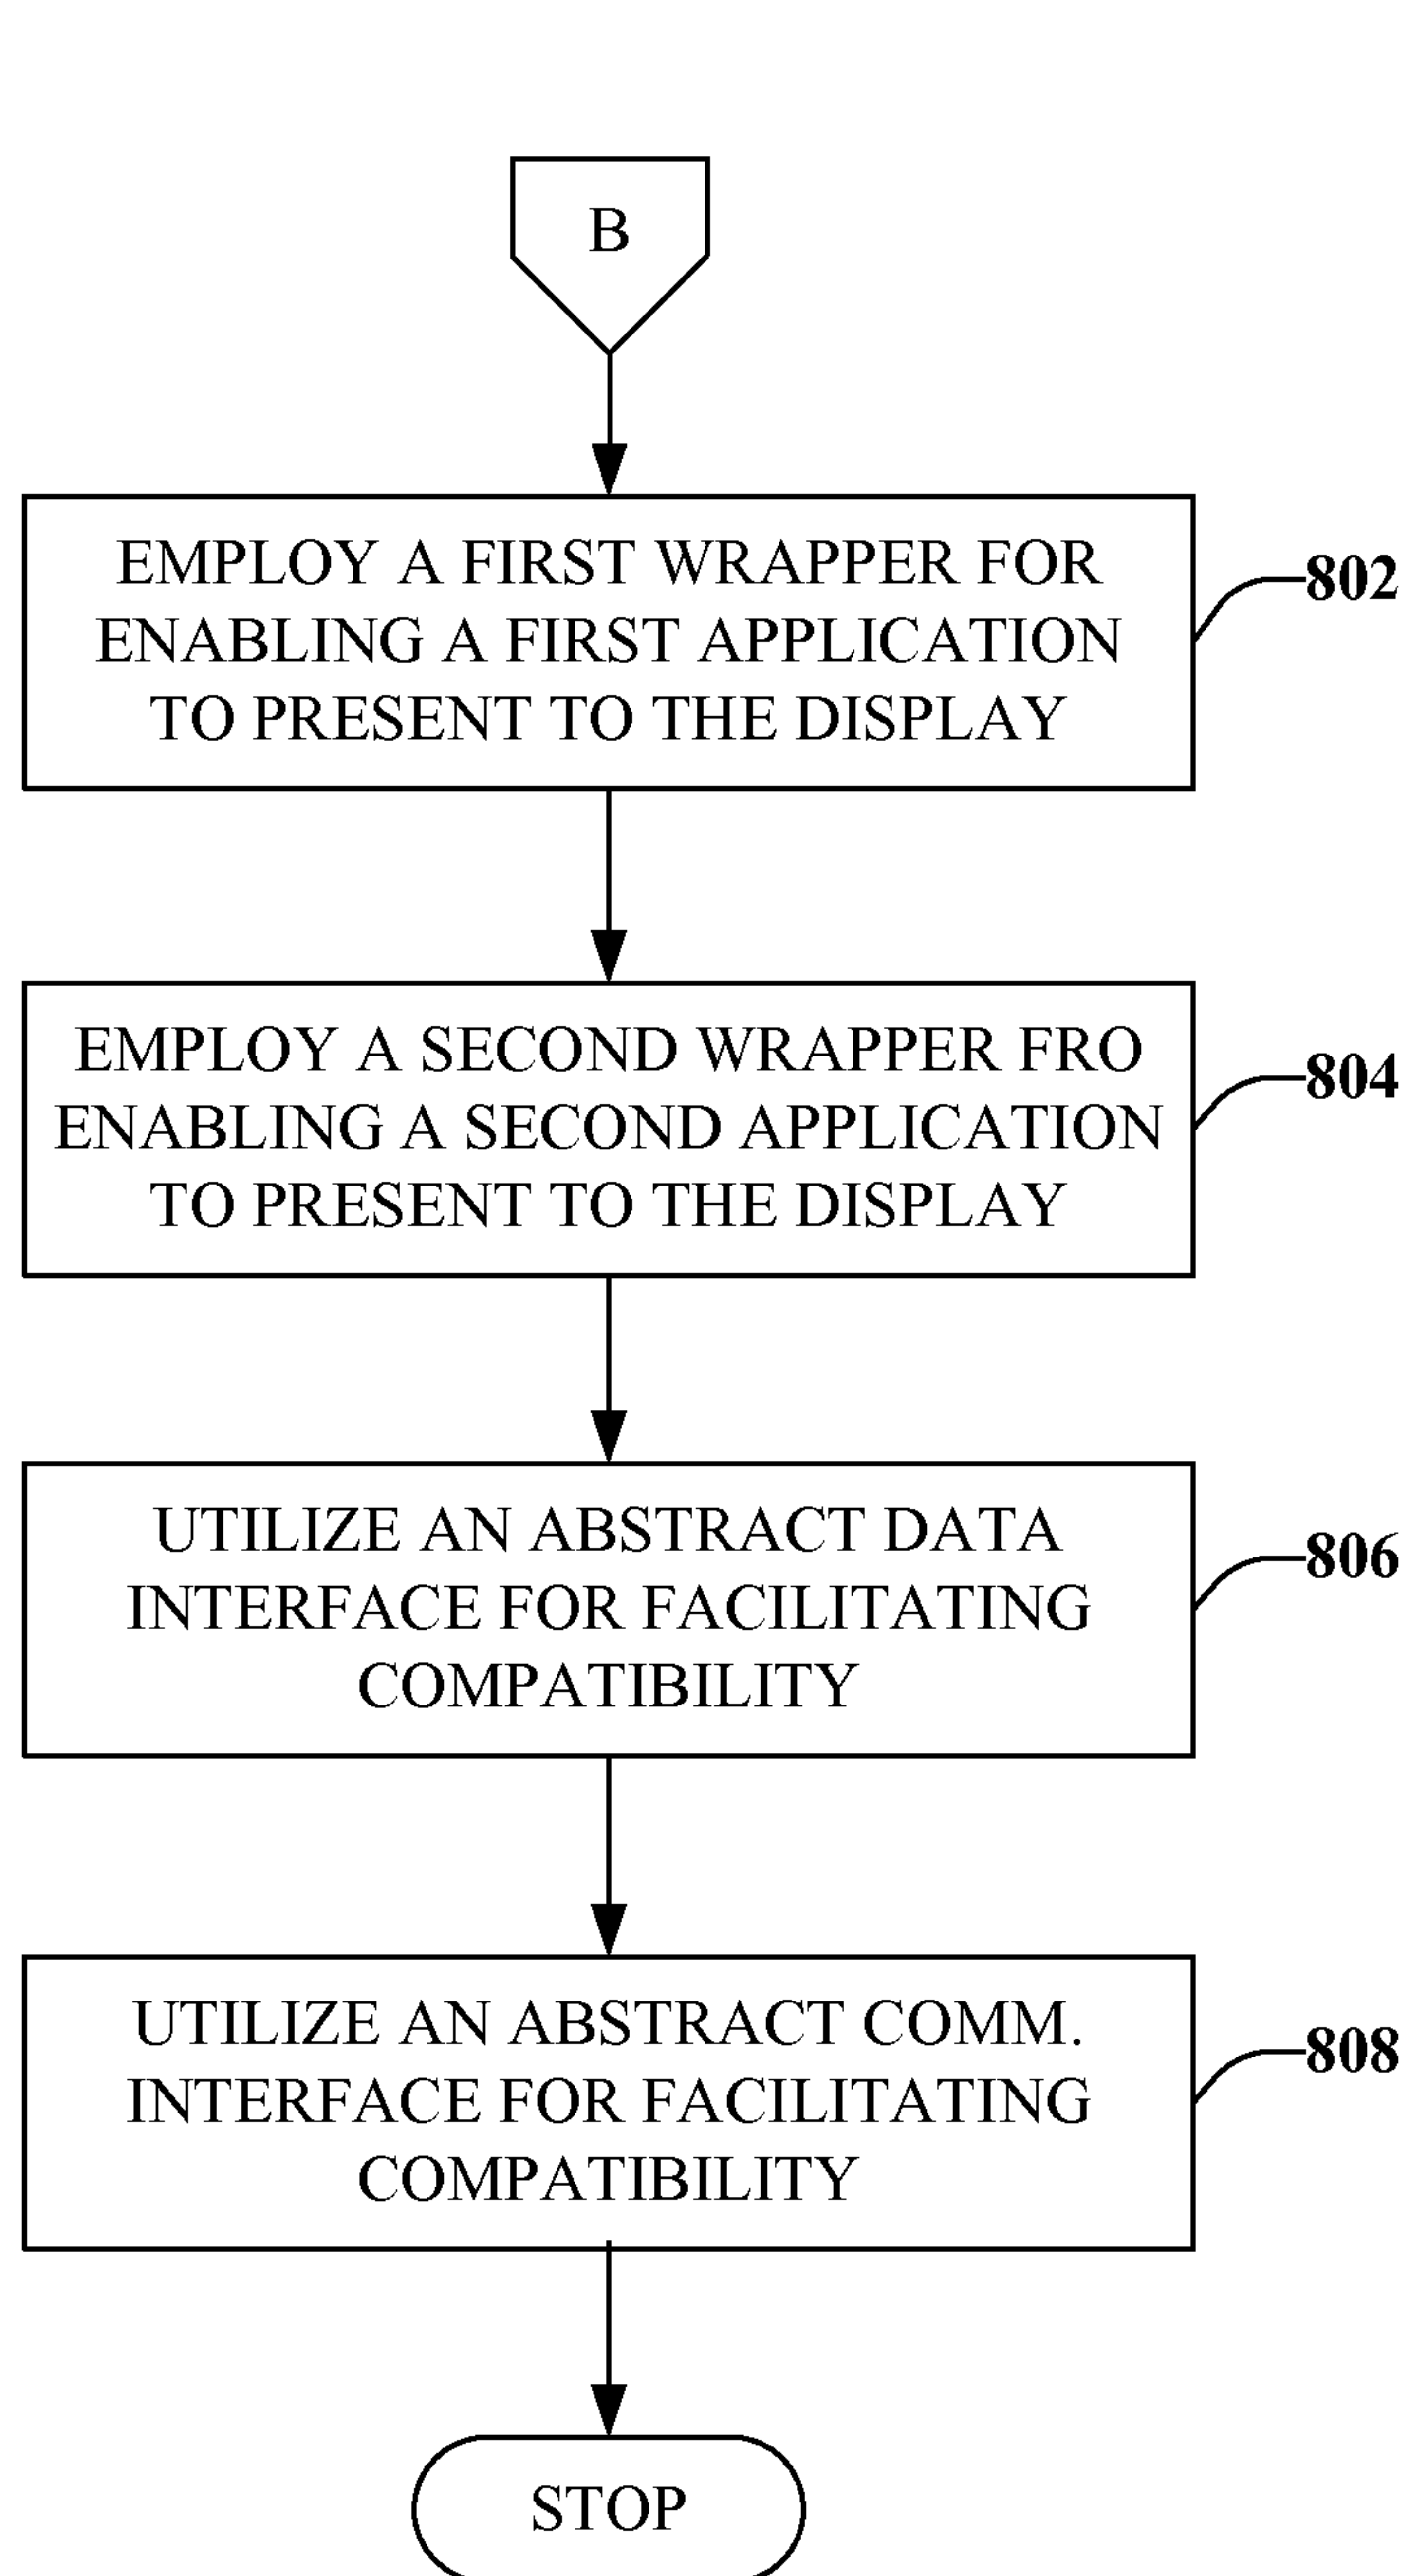 B
EMPLOY A FIRST WRAPPER FOR
ENABLING A FIRST APPLICATION
TO PRESENT TO THE DISPLAY
802
EMPLOY A SECOND WRAPPER FRO
ENABLING A SECOND APPLICATION
TO PRESENT TO THE DISPLAY
804
UTILIZE AN ABSTRACT DATA
INTERFACE FOR FACILITATING
COMPATIBILITY
806
UTILIZE AN ABSTRACT COMM.
INTERFACE FOR FACILITATING
COMPATIBILITY
808
STOP